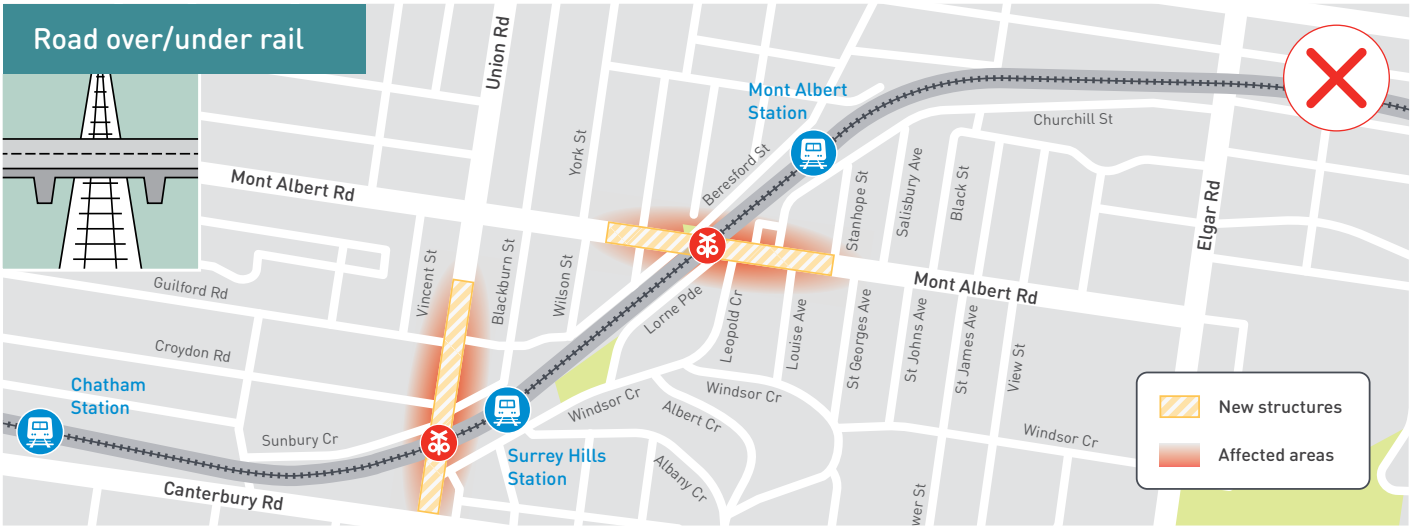 Road over/under rail
Union Rd
Mont Albert
Station
Churchill St
York St
Beresford St
Mont Albert Rd
Stanhope St
Salisbury Ave
Black St
Elgar Rd
Vincent St
Blackburn St
Wilson St
Guilford Rd
Lorne Pde
Mont Albert Rd
Leopold Cr
Louise Ave
St Georges Ave
St Johns Ave
St James Ave
View St
Croydon Rd
Chatham
Station
Windsor Cr
Windsor Cr
Albert Cr
New structures
Sunbury Cr
Surrey Hills
Station
Windsor Cr
Affected areas
Albany Cr
Canterbury Rd
wer St